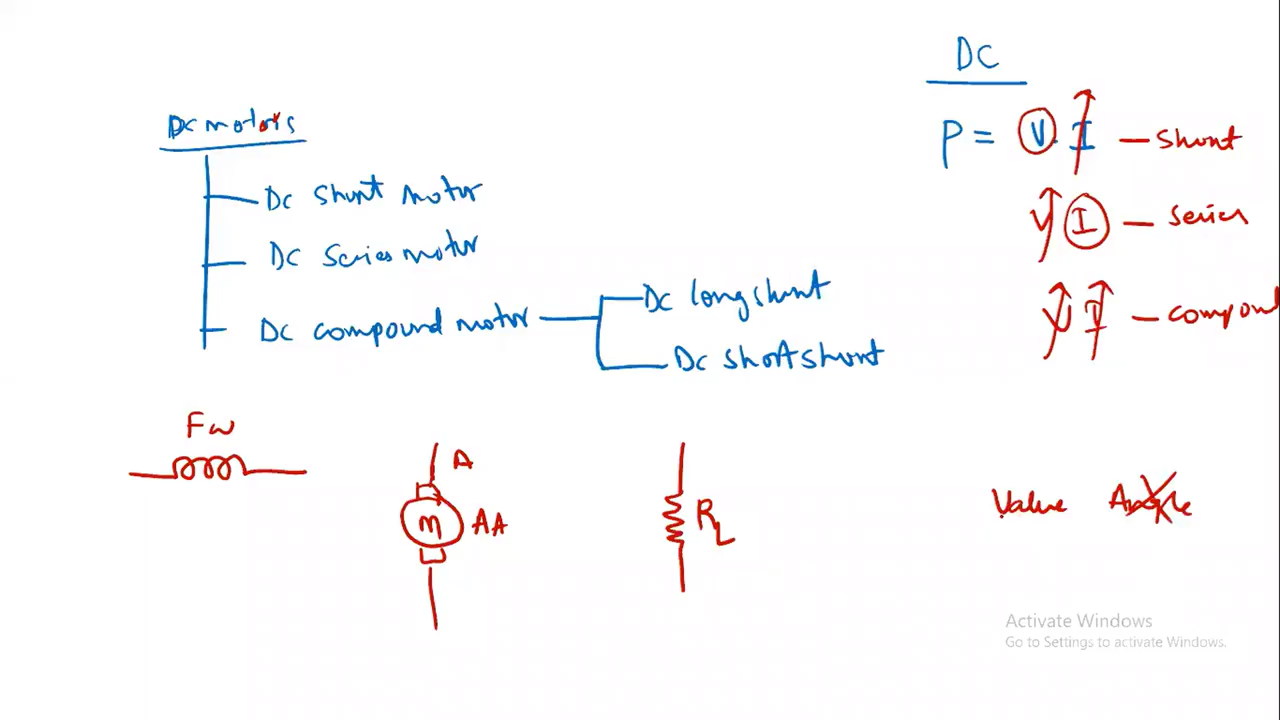 DC
DC motors
P = V. I — Shunt
DC Shunt motor
V I — series
DC Series motor
DC compound motor
DC long shunt
V I — compound
DC short shunt
Fw
A
M
AA
RL
Value
Activate Windows
Go to Settings to activate Windows.